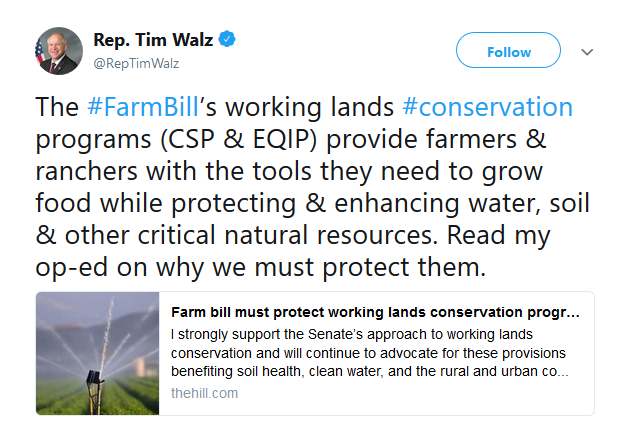 Rep. Tim Walz
@RepTimWalz
Follow
The #FarmBill's working lands #conservation
programs (CSP & EQIP) provide farmers &
ranchers with the tools they need to grow
food while protecting & enhancing water, soil
& other critical natural resources. Read my
op-ed on why we must protect them.
Farm bill must protect working lands conservation progr...
I strongly support the Senate's approach to working lands
conservation and will continue to advocate for these provisions
benefiting soil health, clean water, and the rural and urban co...
thehill.com